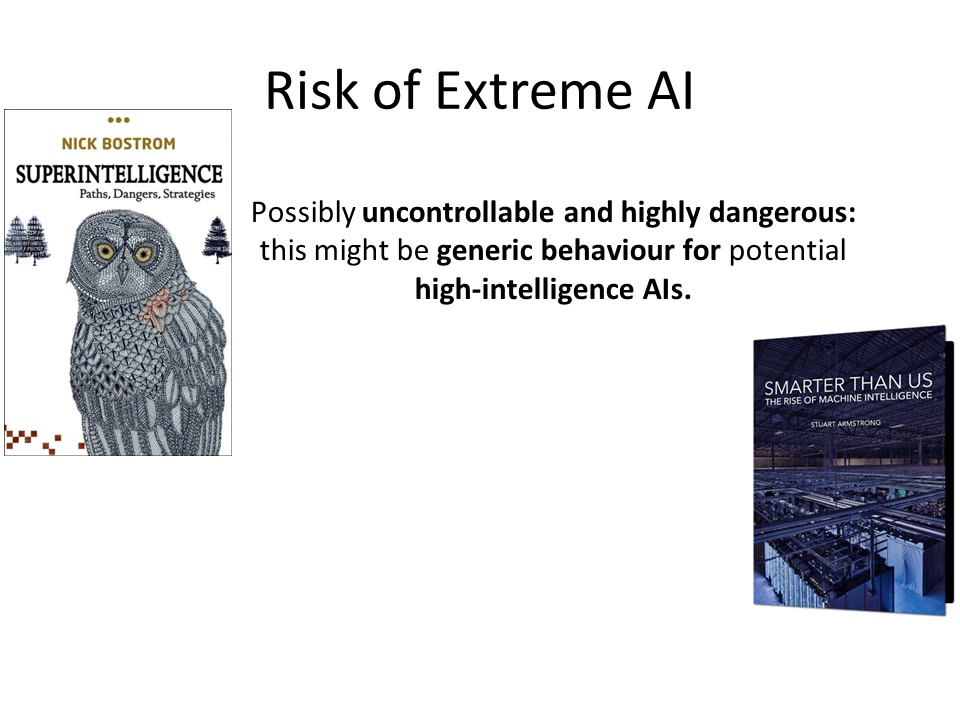 Risk of Extreme AI
NICK BOSTROM
SUPERINTELLIGENCE
Paths, Dangers, Strategies
Possibly uncontrollable and highly dangerous:
this might be generic behaviour for potential
high-intelligence AIs.
SMARTER THAN US
THE RISE OF MACHINE INTELLIGENCE
STUART ARMSTRONG